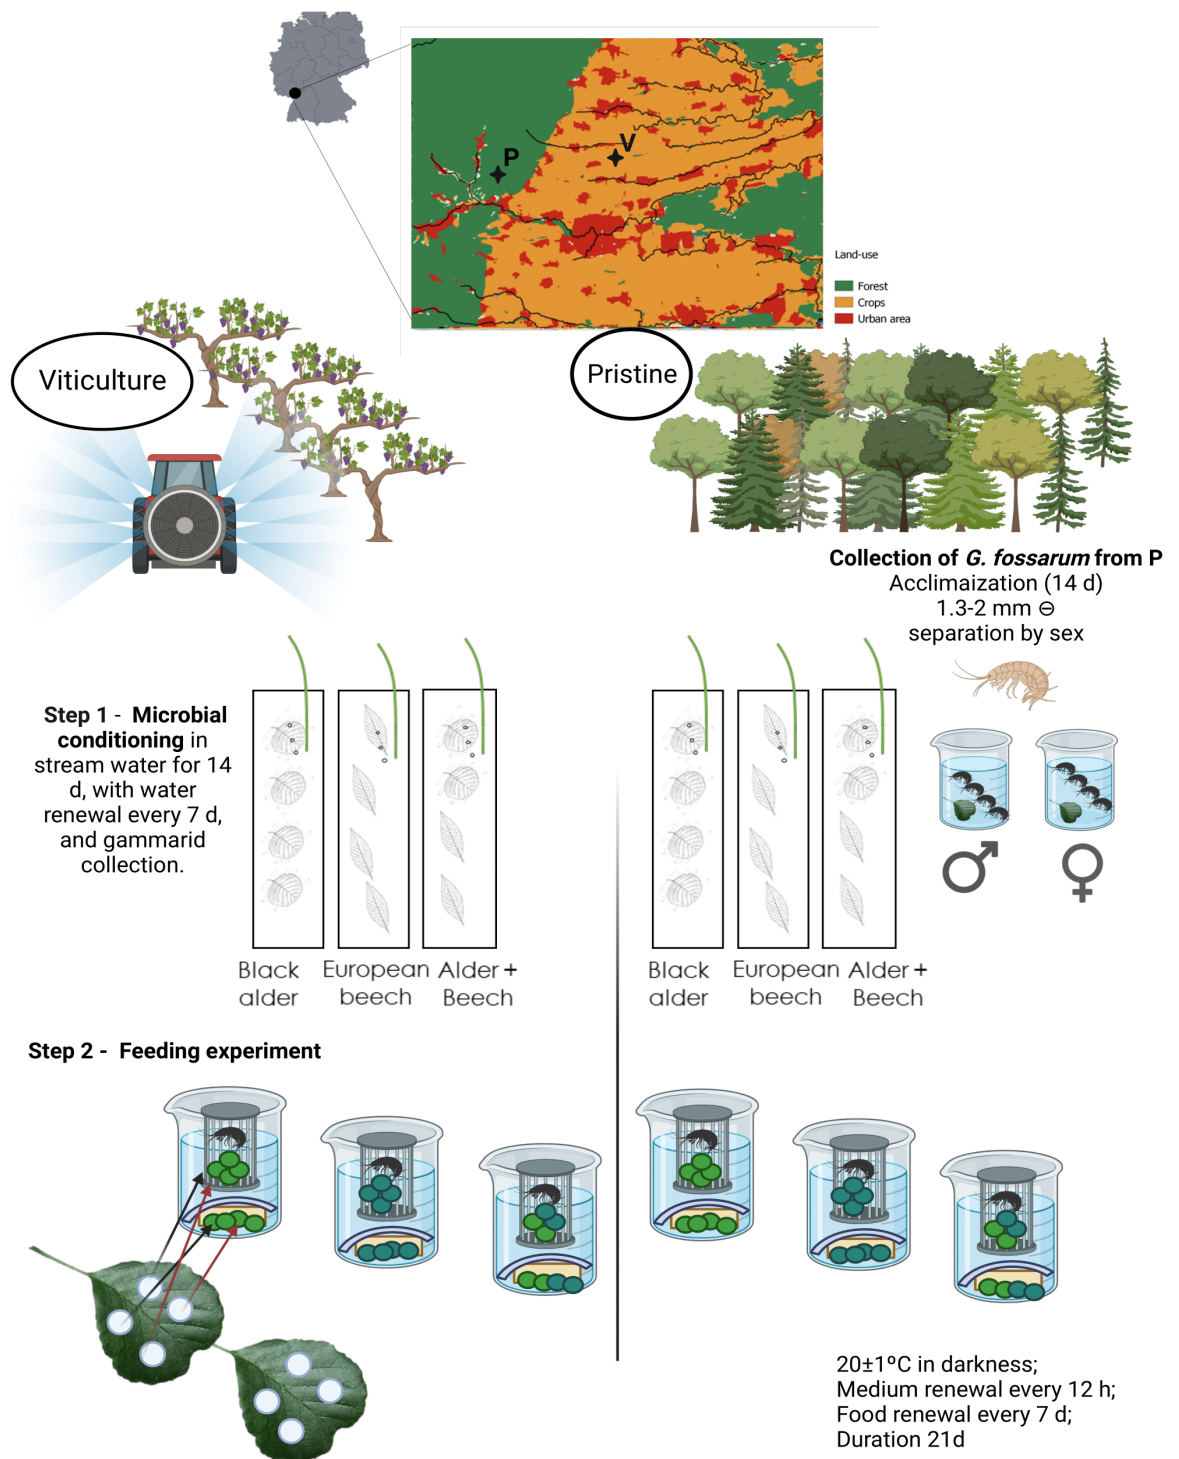 P
V
Land-use
Forest
Crops
Urban area
Viticulture
Pristine
Collection of G. fossarum from P
Acclimaization (14 d)
1.3-2 mm ⊖
separation by sex
Step 1 - Microbial
conditioning in
stream water for 14
d, with water
renewal every 7 d,
and gammarid
collection.
♂
♀
Black
alder
European
beech
Alder +
Beech
Black
alder
European
beech
Alder +
Beech
Step 2 - Feeding experiment
20±1ºC in darkness;
Medium renewal every 12 h;
Food renewal every 7 d;
Duration 21d